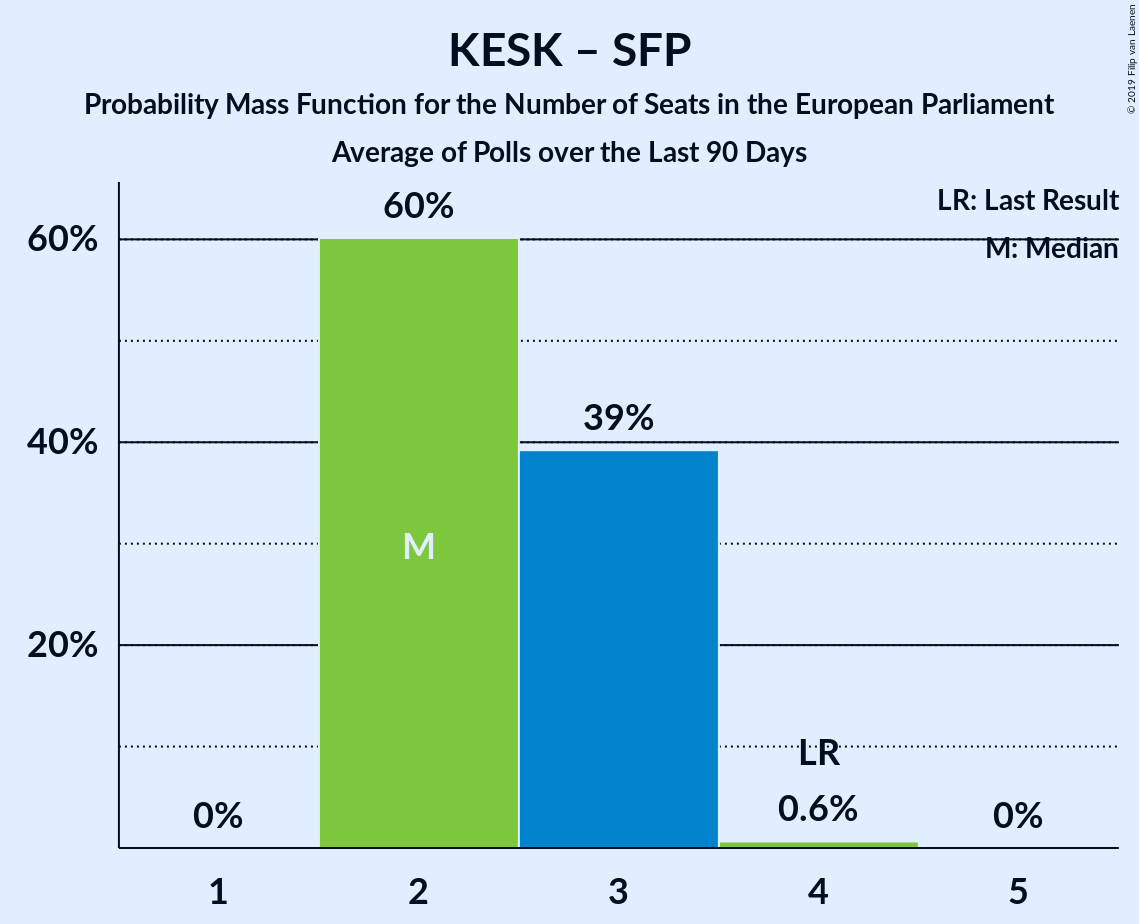 KESK – SFP
Probability Mass Function for the Number of Seats in the European Parliament
Average of Polls over the Last 90 Days
© 2019 Filip van Laenen
LR: Last Result
M: Median
60%
40%
20%
0%
60%
39%
0.6%
0%
M
LR
1
2
3
4
5